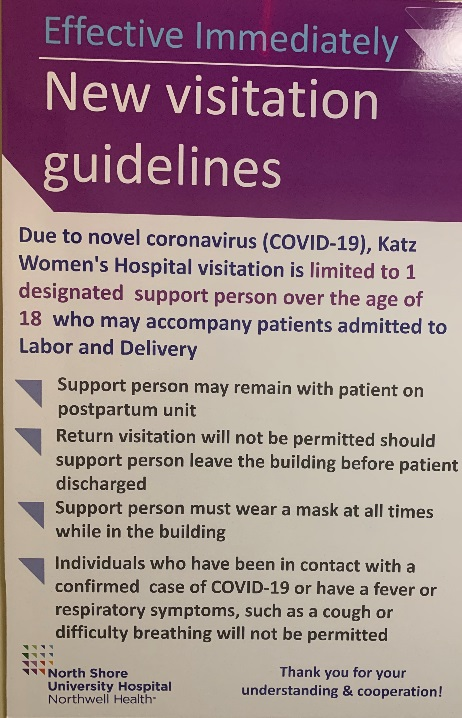 Effective Immediately
New visitation
guidelines
Due to novel coronavirus (COVID-19), Katz
Women's Hospital visitation is limited to 1
designated support person over the age of
18 who may accompany patients admitted to
Labor and Delivery
Support person may remain with patient on
postpartum unit
Return visitation will not be permitted should
support person leave the building before patient
discharged
Support person must wear a mask at all times
while in the building
Individuals who have been in contact with a
confirmed case of COVID-19 or have a fever or
respiratory symptoms, such as a cough or
difficulty breathing will not be permitted
North Shore
University Hospital
Northwell Health
Thank you for your
understanding & cooperation!